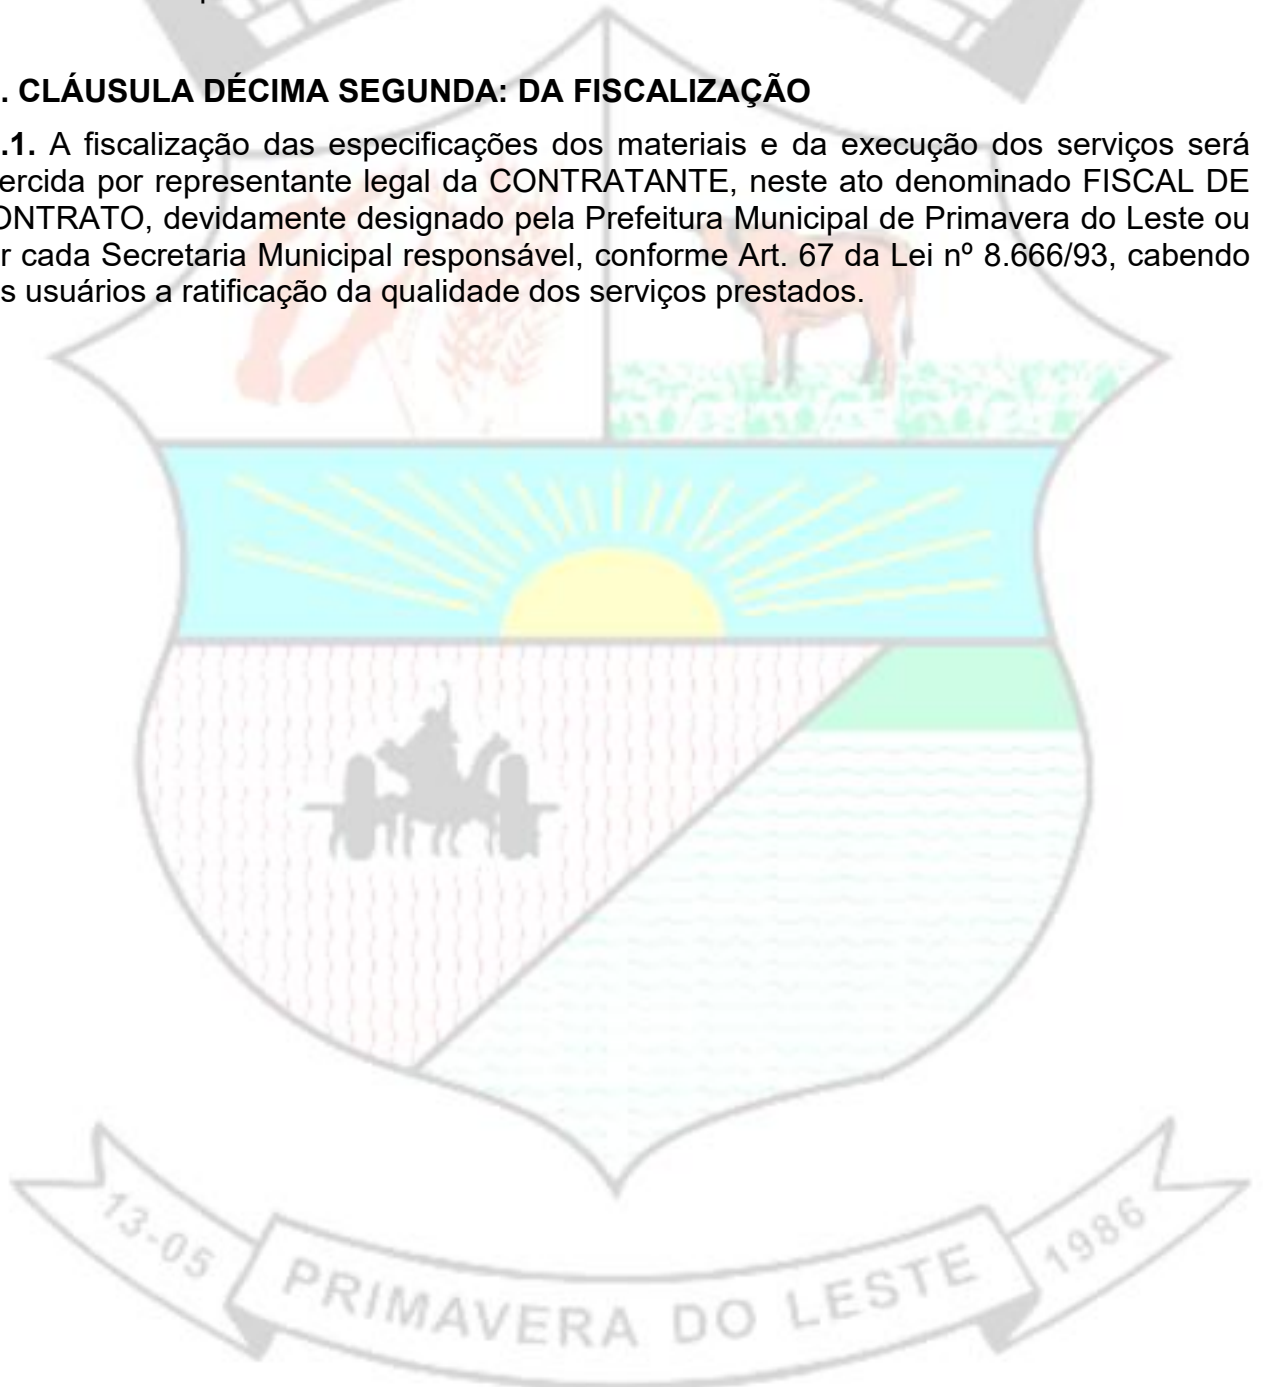 . CLÁUSULA DÉCIMA SEGUNDA: DA FISCALIZAÇÃO
.1. A fiscalização das especificações dos materiais e da execução dos serviços será
ercida por representante legal da CONTRATANTE, neste ato denominado FISCAL DE
ONTRATO, devidamente designado pela Prefeitura Municipal de Primavera do Leste ou
r cada Secretaria Municipal responsável, conforme Art. 67 da Lei nº 8.666/93, cabendo
s usuários a ratificação da qualidade dos serviços prestados.
13-05
PRIMAVERA DO LESTE
1986